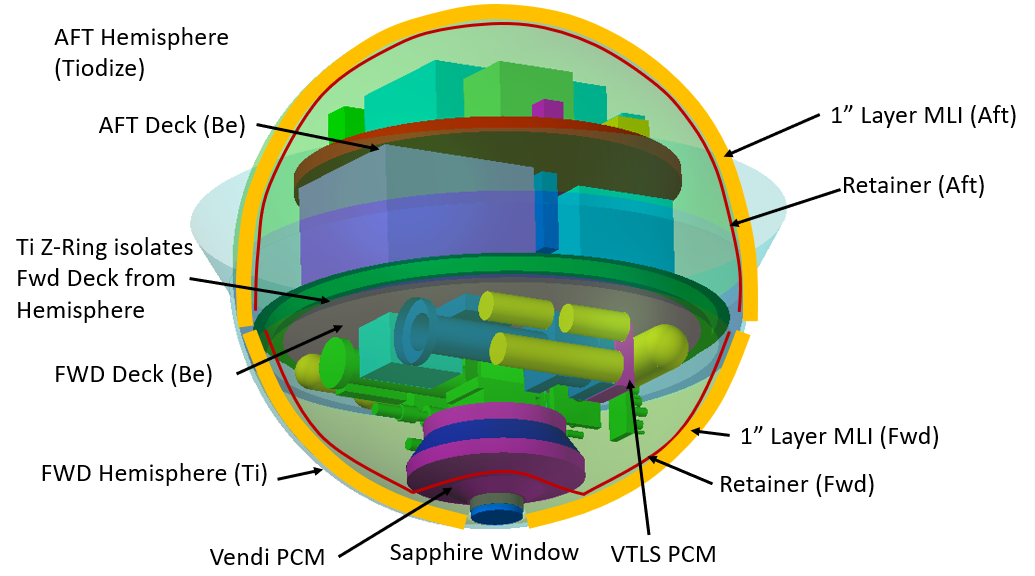 AFT Hemisphere
(Tiodize)
AFT Deck (Be)
1” Layer MLI (Aft)
Retainer (Aft)
Ti Z-Ring isolates
Fwd Deck from
Hemisphere
FWD Deck (Be)
1” Layer MLI (Fwd)
FWD Hemisphere (Ti)
Retainer (Fwd)
Vendi PCM
Sapphire Window
VTLS PCM